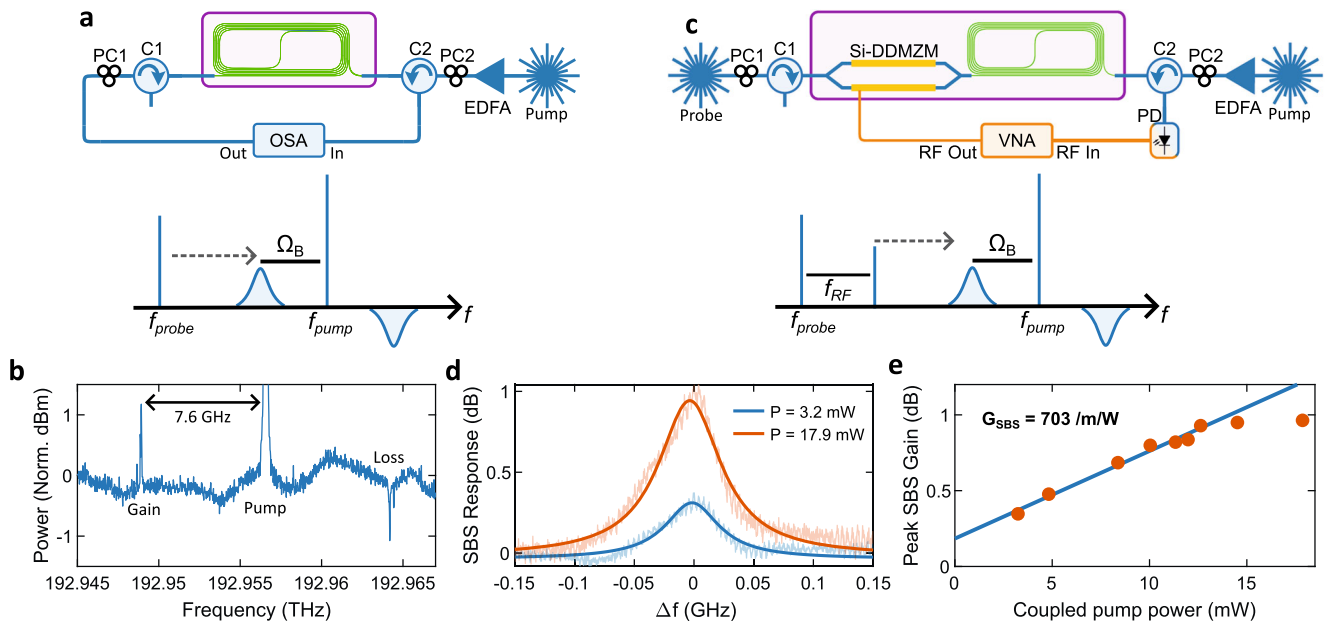 a
PC1 C1
C2 PC2
EDFA
Pump
OSA
Out In
Ω_B
f_probe f_pump f
c
PC1 C1 Si-DDMZM C2 PC2
Probe
EDFA Pump
PD
VNA
RF Out RF In
Ω_B
f_RF
f_probe f_pump f
b
Power (Norm. dBm)
1
0
-1
7.6 GHz
Gain Pump Loss
192.945 192.95 192.955 192.96 192.965
Frequency (THz)
d
SBS Response (dB)
1
0.5
0
P = 3.2 mW
P = 17.9 mW
-0.15 -0.1 -0.05 0 0.05 0.1 0.15
Δf (GHz)
e
Peak SBS Gain (dB)
1
0.5
0
G_SBS = 703 /m/W
0 5 10 15
Coupled pump power (mW)